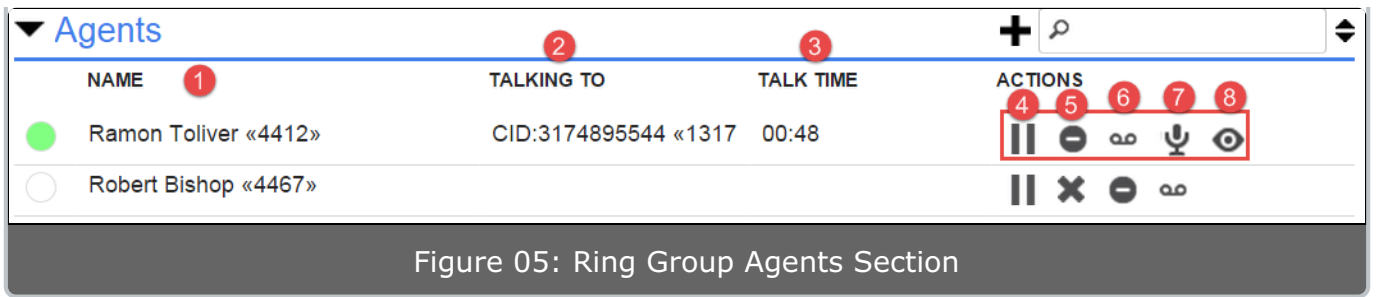 Agents
2 3
NAME 1 TALKING TO TALK TIME ACTIONS
4 5 6 7 8
Ramon Toliver «4412» CID:3174895544 «1317 00:48
Robert Bishop «4467»
Figure 05: Ring Group Agents Section